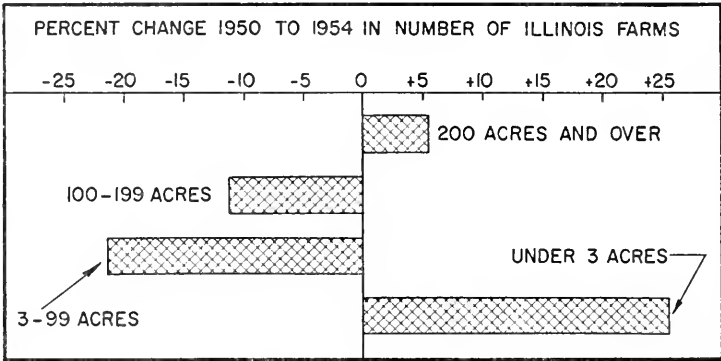 PERCENT CHANGE 1950 TO 1954 IN NUMBER OF ILLINOIS FARMS
-25 -20 -15 -10 -5 0 +5 +10 +15 +20 +25
200 ACRES AND OVER
100-199 ACRES
UNDER 3 ACRES
3-99 ACRES